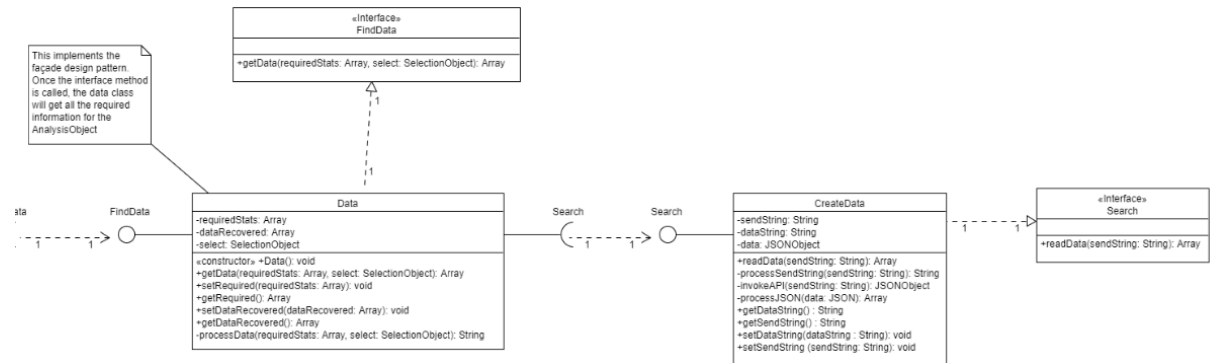 «Interface»
FindData
+getData(requiredStats: Array, select: SelectionObject): Array
This implements the
façade design pattern.
Once the interface method
is called, the data class
will get all the required
information for the
AnalysisObject
1
1
ata
1
1
FindData
Data
-requiredStats: Array
-dataRecovered: Array
-select: SelectionObject
«constructor» +Data(): void
+getData(requiredStats: Array, select: SelectionObject): Array
+setRequired(requiredStats: Array): void
+getRequired(): Array
+setDataRecovered(dataRecovered: Array): void
+getDataRecovered(): Array
-processData(requiredStats: Array, select: SelectionObject): String
Search
1
1
Search
CreateData
-sendString: String
-dataString: String
-data: JSONObject
+readData(sendString: String): Array
-processSendString(sendString: String): String
-invokeAPI(sendString: String): JSONObject
-processJSON(data: JSON): Array
+getDataString() : String
+getSendString() : String
+setDataString(dataString : String): void
+setSendString (sendString: String): void
1
1
«Interface»
Search
+readData(sendString: String): Array